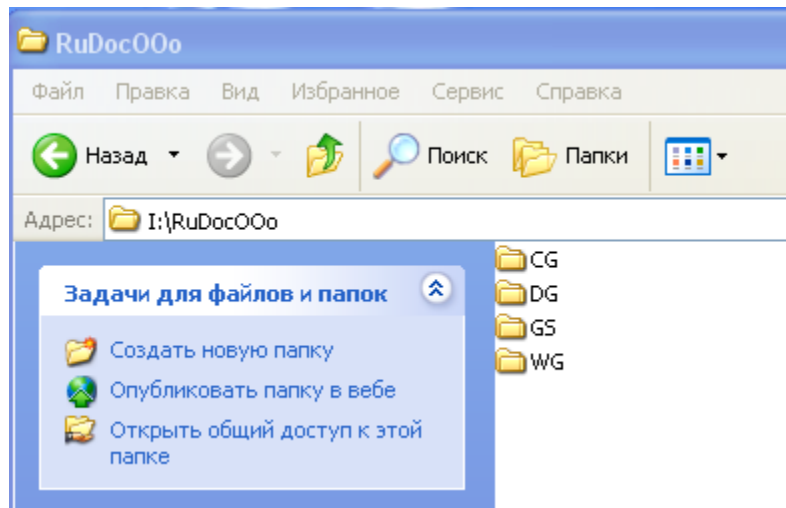 RuDocOOo
Файл Правка Вид Избранное Сервис Справка
Назад Поиск Папки
Адрес: I:\RuDocOOo
Задачи для файлов и папок
Создать новую папку
Опубликовать папку в вебе
Открыть общий доступ к этой
папке
CG
DG
GS
WG